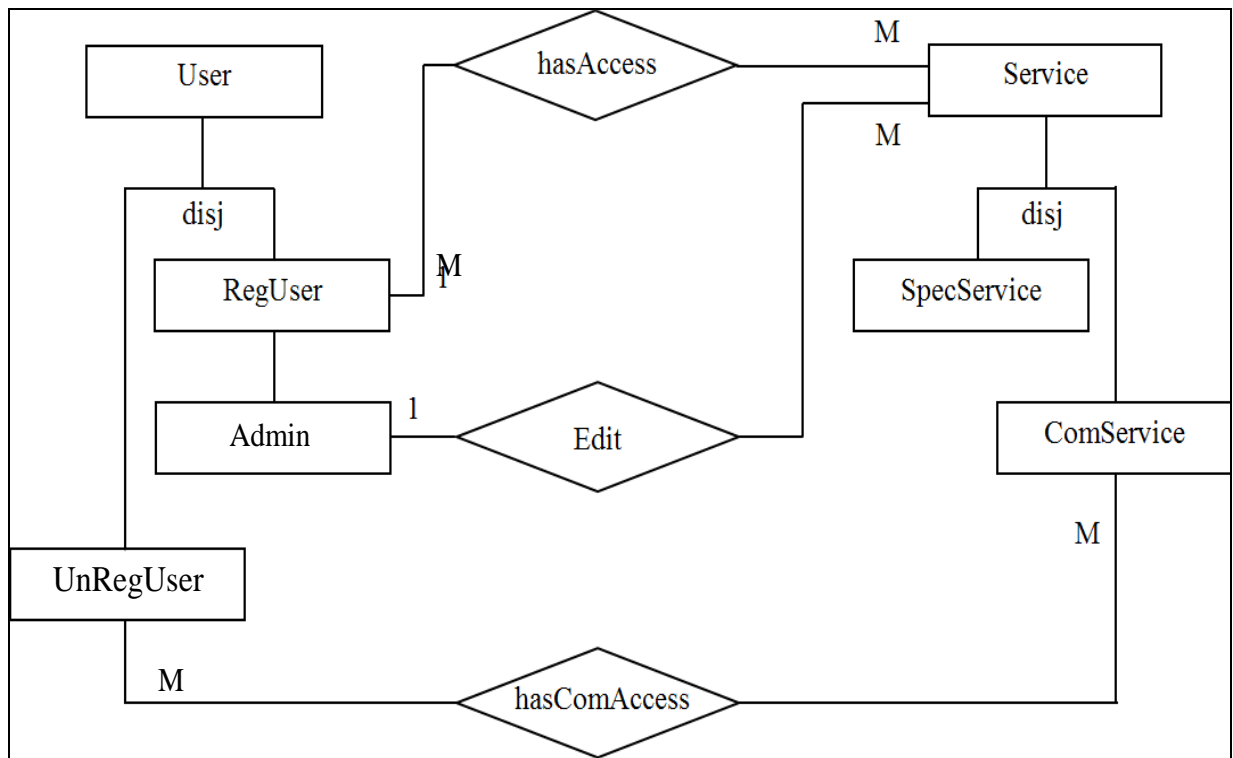 M
User
hasAccess
Service
M
disj
disj
M
1
RegUser
SpecService
1
Admin
Edit
ComService
M
UnRegUser
M
hasComAccess